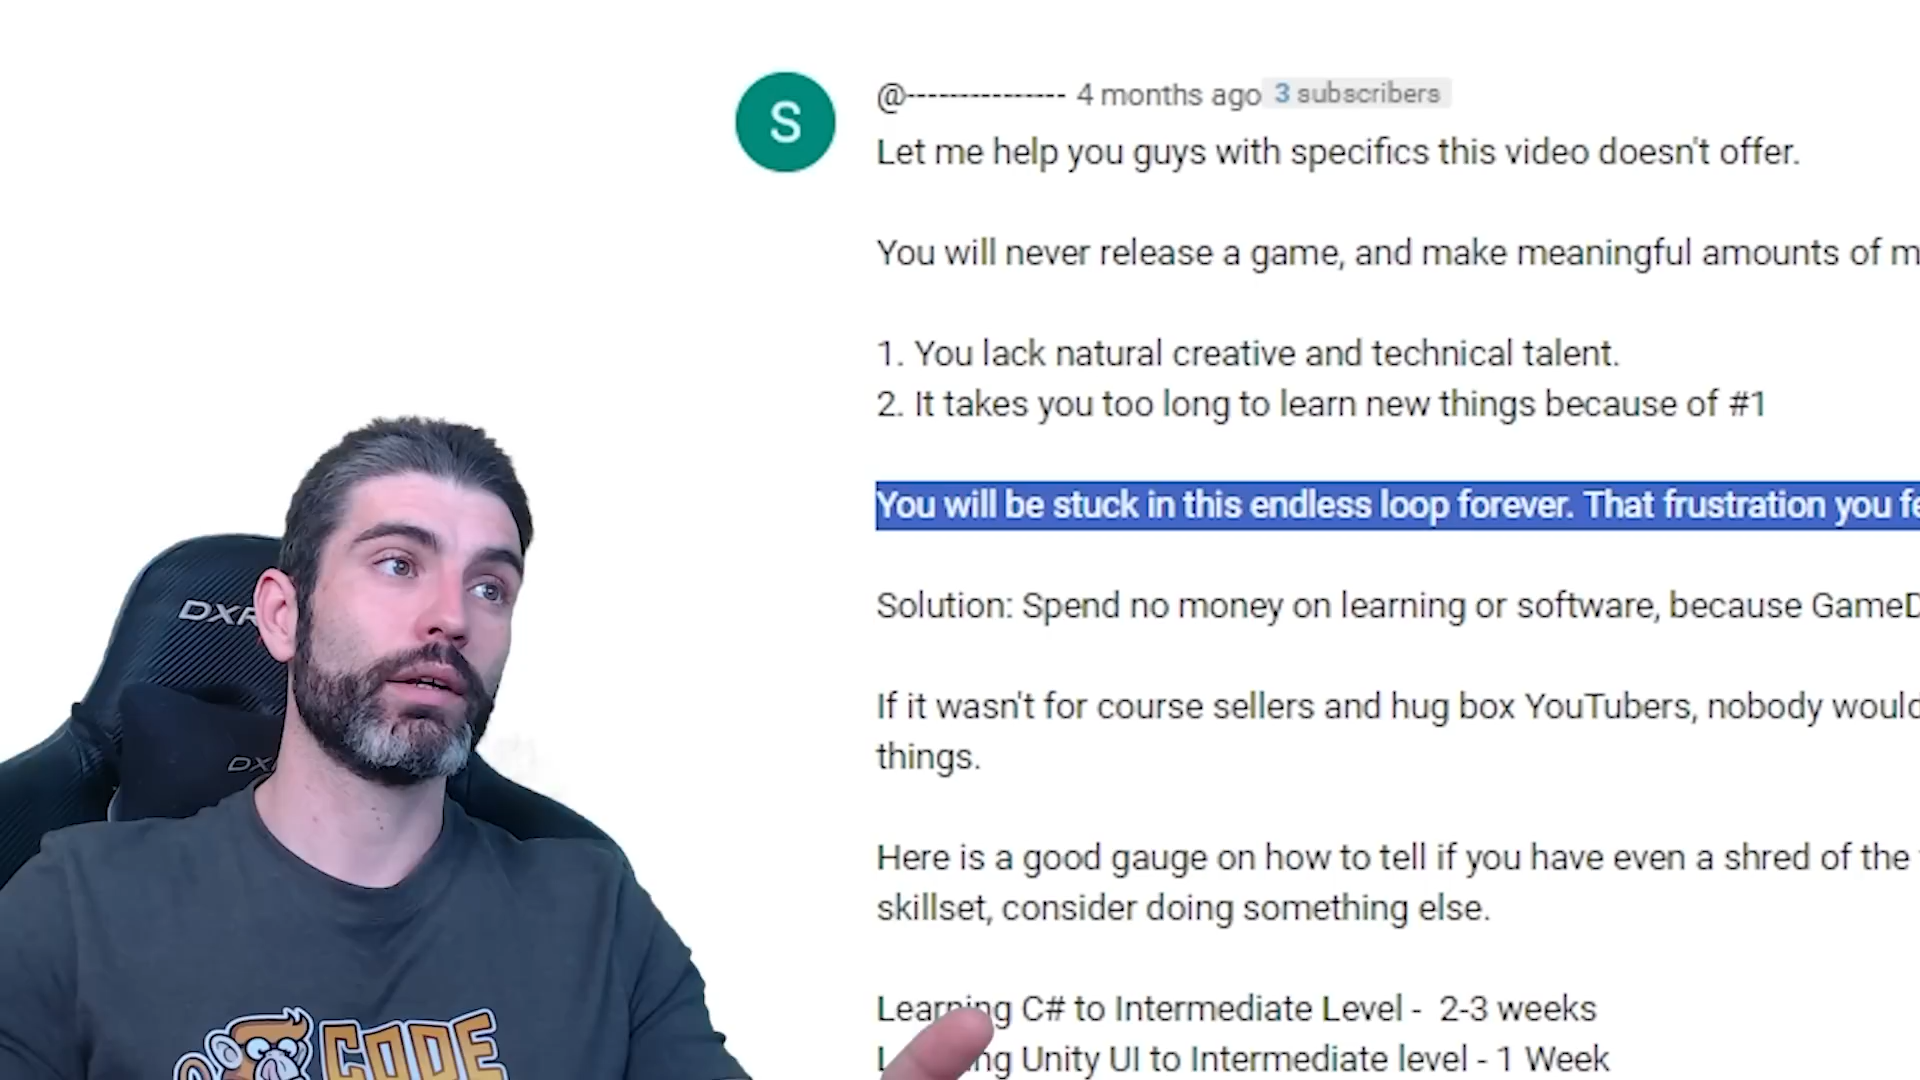 S
@--------------- 4 months ago 3 subscribers
Let me help you guys with specifics this video doesn't offer.
You will never release a game, and make meaningful amounts of
1. You lack natural creative and technical talent.
2. It takes you too long to learn new things because of #1
You will be stuck in this endless loop forever. That frustration you
Solution: Spend no money on learning or software, because
If it wasn't for course sellers and hug box YouTubers, nobody would
things.
Here is a good gauge on how to tell if you have even a shred of the
skillset, consider doing something else.
Learning C# to Intermediate Level - 2-3 weeks
Unity UI to Intermediate level - 1 Week
CODE